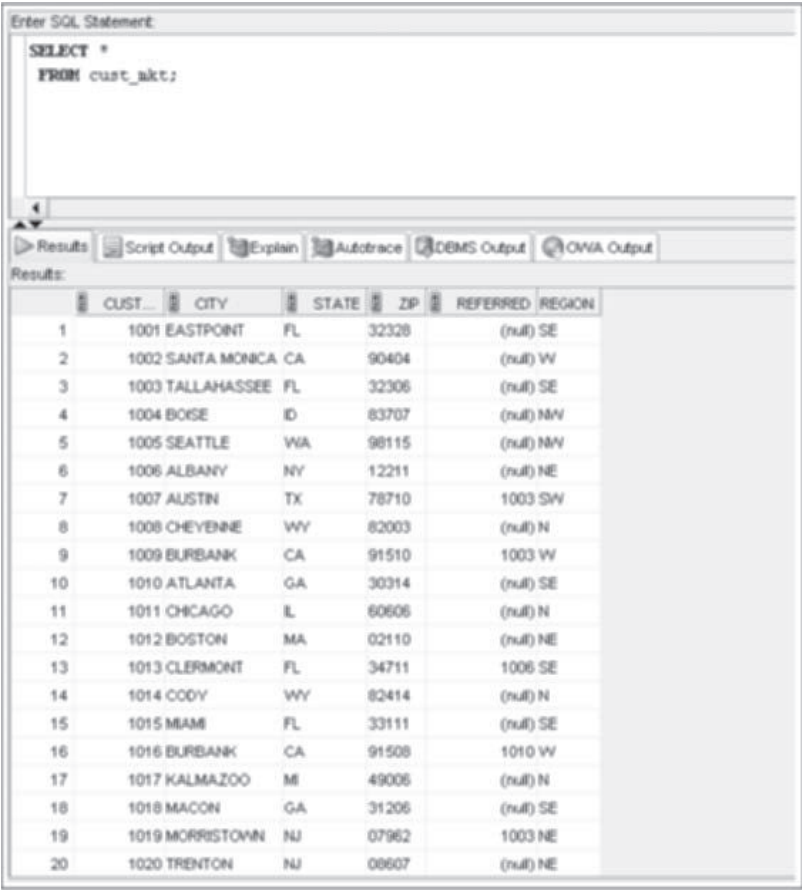 Enter SQL Statement:
SELECT *
FROM cust_mkt;
Results Script Output Explain Autotrace DBMS Output OWA Output
Results:
CUST... CITY STATE ZIP REFERRED REGION
1 1001 EASTPOINT FL 32328 (null) SE
2 1002 SANTA MONICA CA 90404 (null) W
3 1003 TALLAHASSEE FL 32306 (null) SE
4 1004 BOISE ID 83707 (null) NW
5 1005 SEATTLE WA 98115 (null) NW
6 1006 ALBANY NY 12211 (null) NE
7 1007 AUSTIN TX 78710 1003 SW
8 1008 CHEYENNE WY 82003 (null) N
9 1009 BURBANK CA 91510 1003 W
10 1010 ATLANTA GA 30314 (null) SE
11 1011 CHICAGO IL 60606 (null) N
12 1012 BOSTON MA 02110 (null) NE
13 1013 CLERMONT FL 34711 1006 SE
14 1014 CODY WY 82414 (null) N
15 1015 MIAMI FL 33111 (null) SE
16 1016 BURBANK CA 91508 1010 W
17 1017 KALMAZOO MI 49006 (null) N
18 1018 MACON GA 31206 (null) SE
19 1019 MORRISTOWN NJ 07962 1003 NE
20 1020 TRENTON NJ 08607 (null) NE